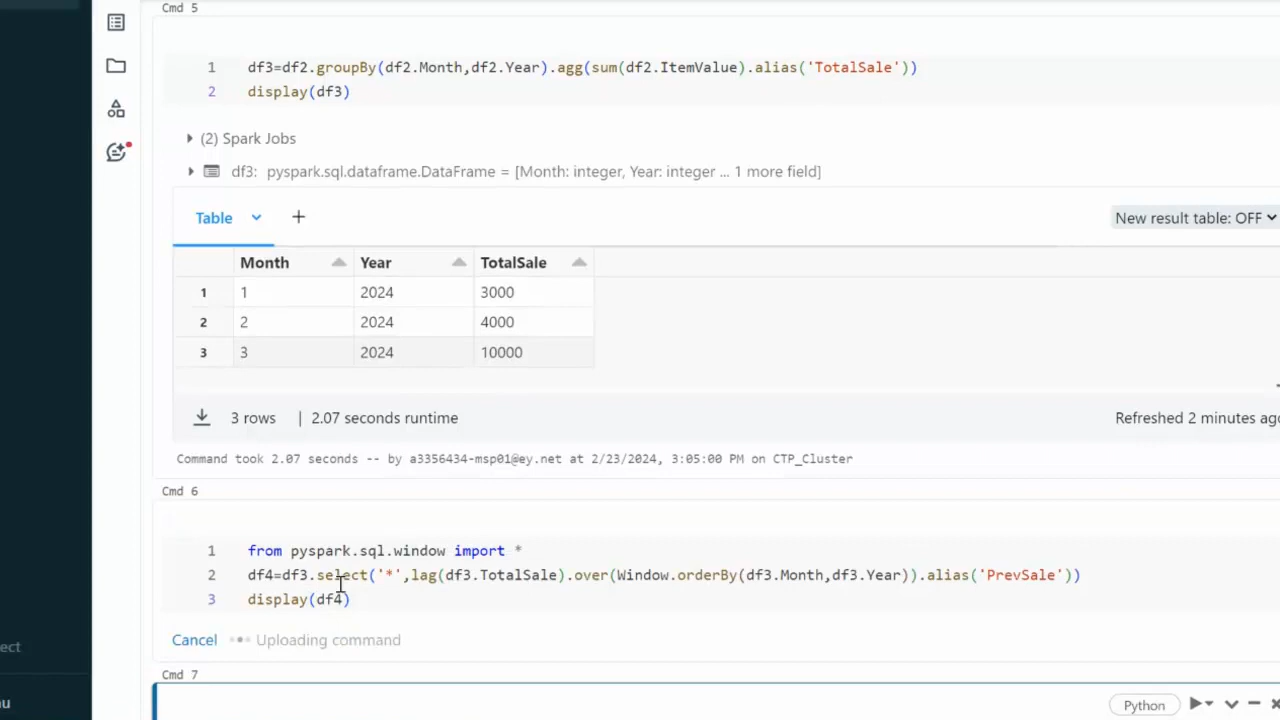 Cmd 5
1 df3=df2.groupBy(df2.Month,df2.Year).agg(sum(df2.ItemValue).alias('TotalSale'))
2 display(df3)
(2) Spark Jobs
df3: pyspark.sql.dataframe.DataFrame = [Month: integer, Year: integer ... 1 more field]
Table +
New result table: OFF
Month Year TotalSale
1 1 2024 3000
2 2 2024 4000
3 3 2024 10000
3 rows | 2.07 seconds runtime
Refreshed 2 minutes ago
Command took 2.07 seconds -- by a3356434-msp01@ey.net at 2/23/2024, 3:05:00 PM on CTP_Cluster
Cmd 6
1 from pyspark.sql.window import *
2 df4=df3.select('*',lag(df3.TotalSale).over(Window.orderBy(df3.Month,df3.Year)).alias('PrevSale'))
3 display(df4)
Cancel Uploading command
ect
Cmd 7
nu
Python